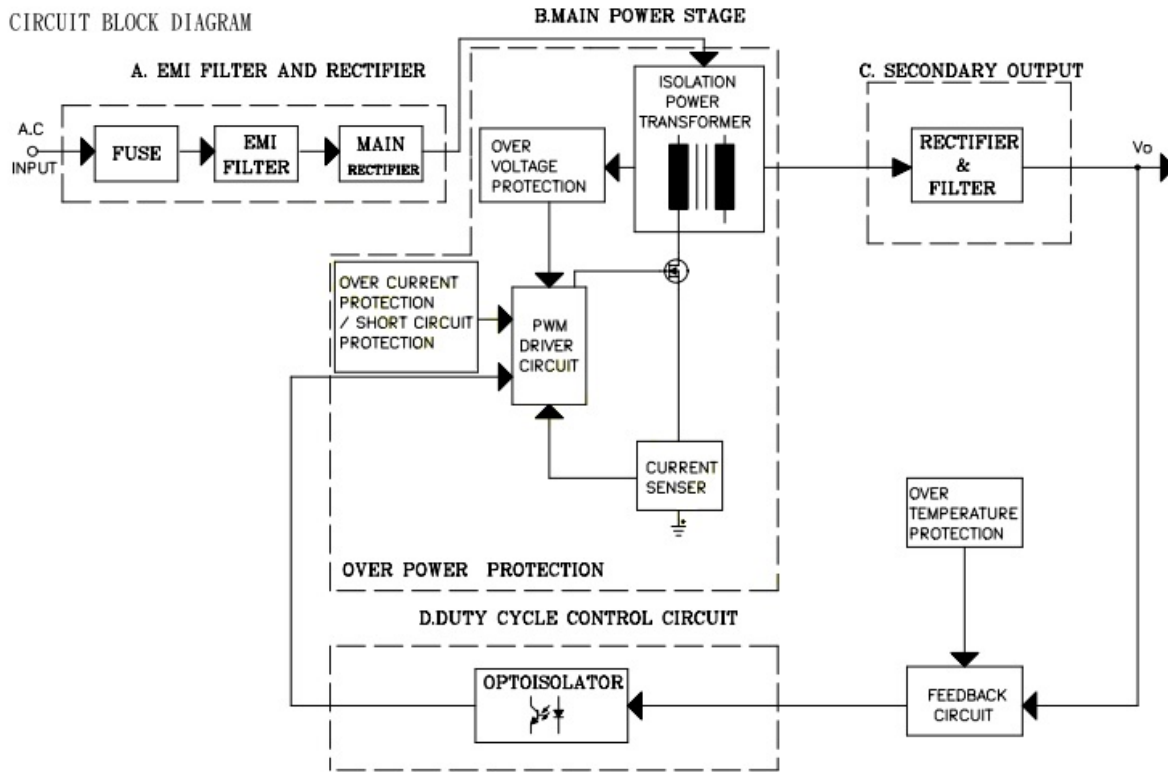 CIRCUIT BLOCK DIAGRAM
B.MAIN POWER STAGE
A. EMI FILTER AND RECTIFIER
C. SECONDARY OUTPUT
A.C
INPUT
FUSE
EMI
FILTER
MAIN
RECTIFIER
OVER
VOLTAGE
PROTECTION
ISOLATION
POWER
TRANSFORMER
RECTIFIER
&
FILTER
Vo
OVER CURRENT
PROTECTION
/ SHORT CIRCUIT
PROTECTION
PWM
DRIVER
CIRCUIT
CURRENT
SENSER
OVER
TEMPERATURE
PROTECTION
OVER POWER PROTECTION
D.DUTY CYCLE CONTROL CIRCUIT
OPTOISOLATOR
FEEDBACK
CIRCUIT